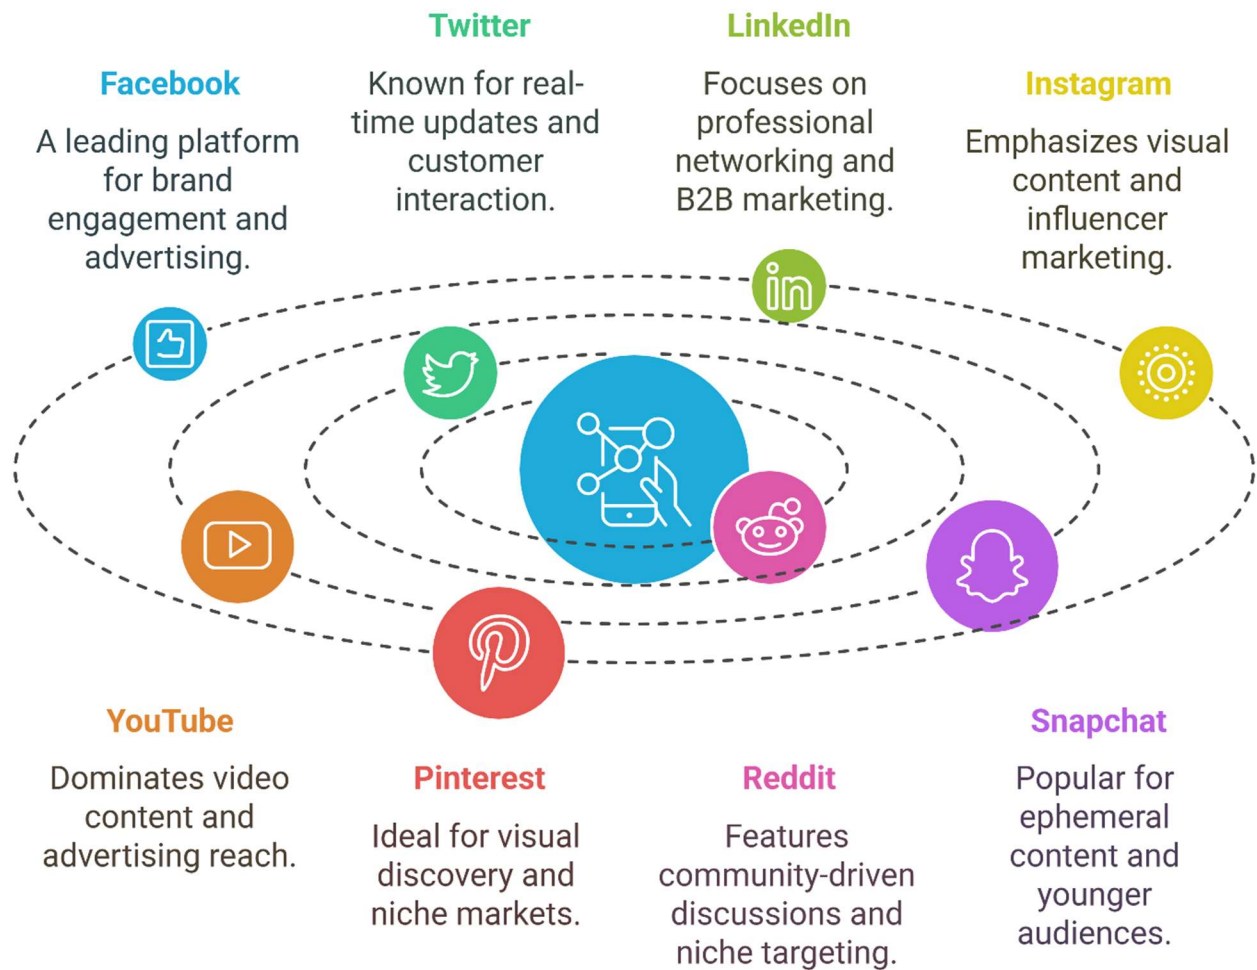 Twitter
Known for real-
time updates and
customer
interaction.
LinkedIn
Focuses on
professional
networking and
B2B marketing.
Facebook
A leading platform
for brand
engagement and
advertising.
Instagram
Emphasizes visual
content and
influencer
marketing.
in
YouTube
Dominates video
content and
advertising reach.
Pinterest
Ideal for visual
discovery and
niche markets.
Reddit
Features
community-driven
discussions and
niche targeting.
Snapchat
Popular for
ephemeral
content and
younger
audiences.